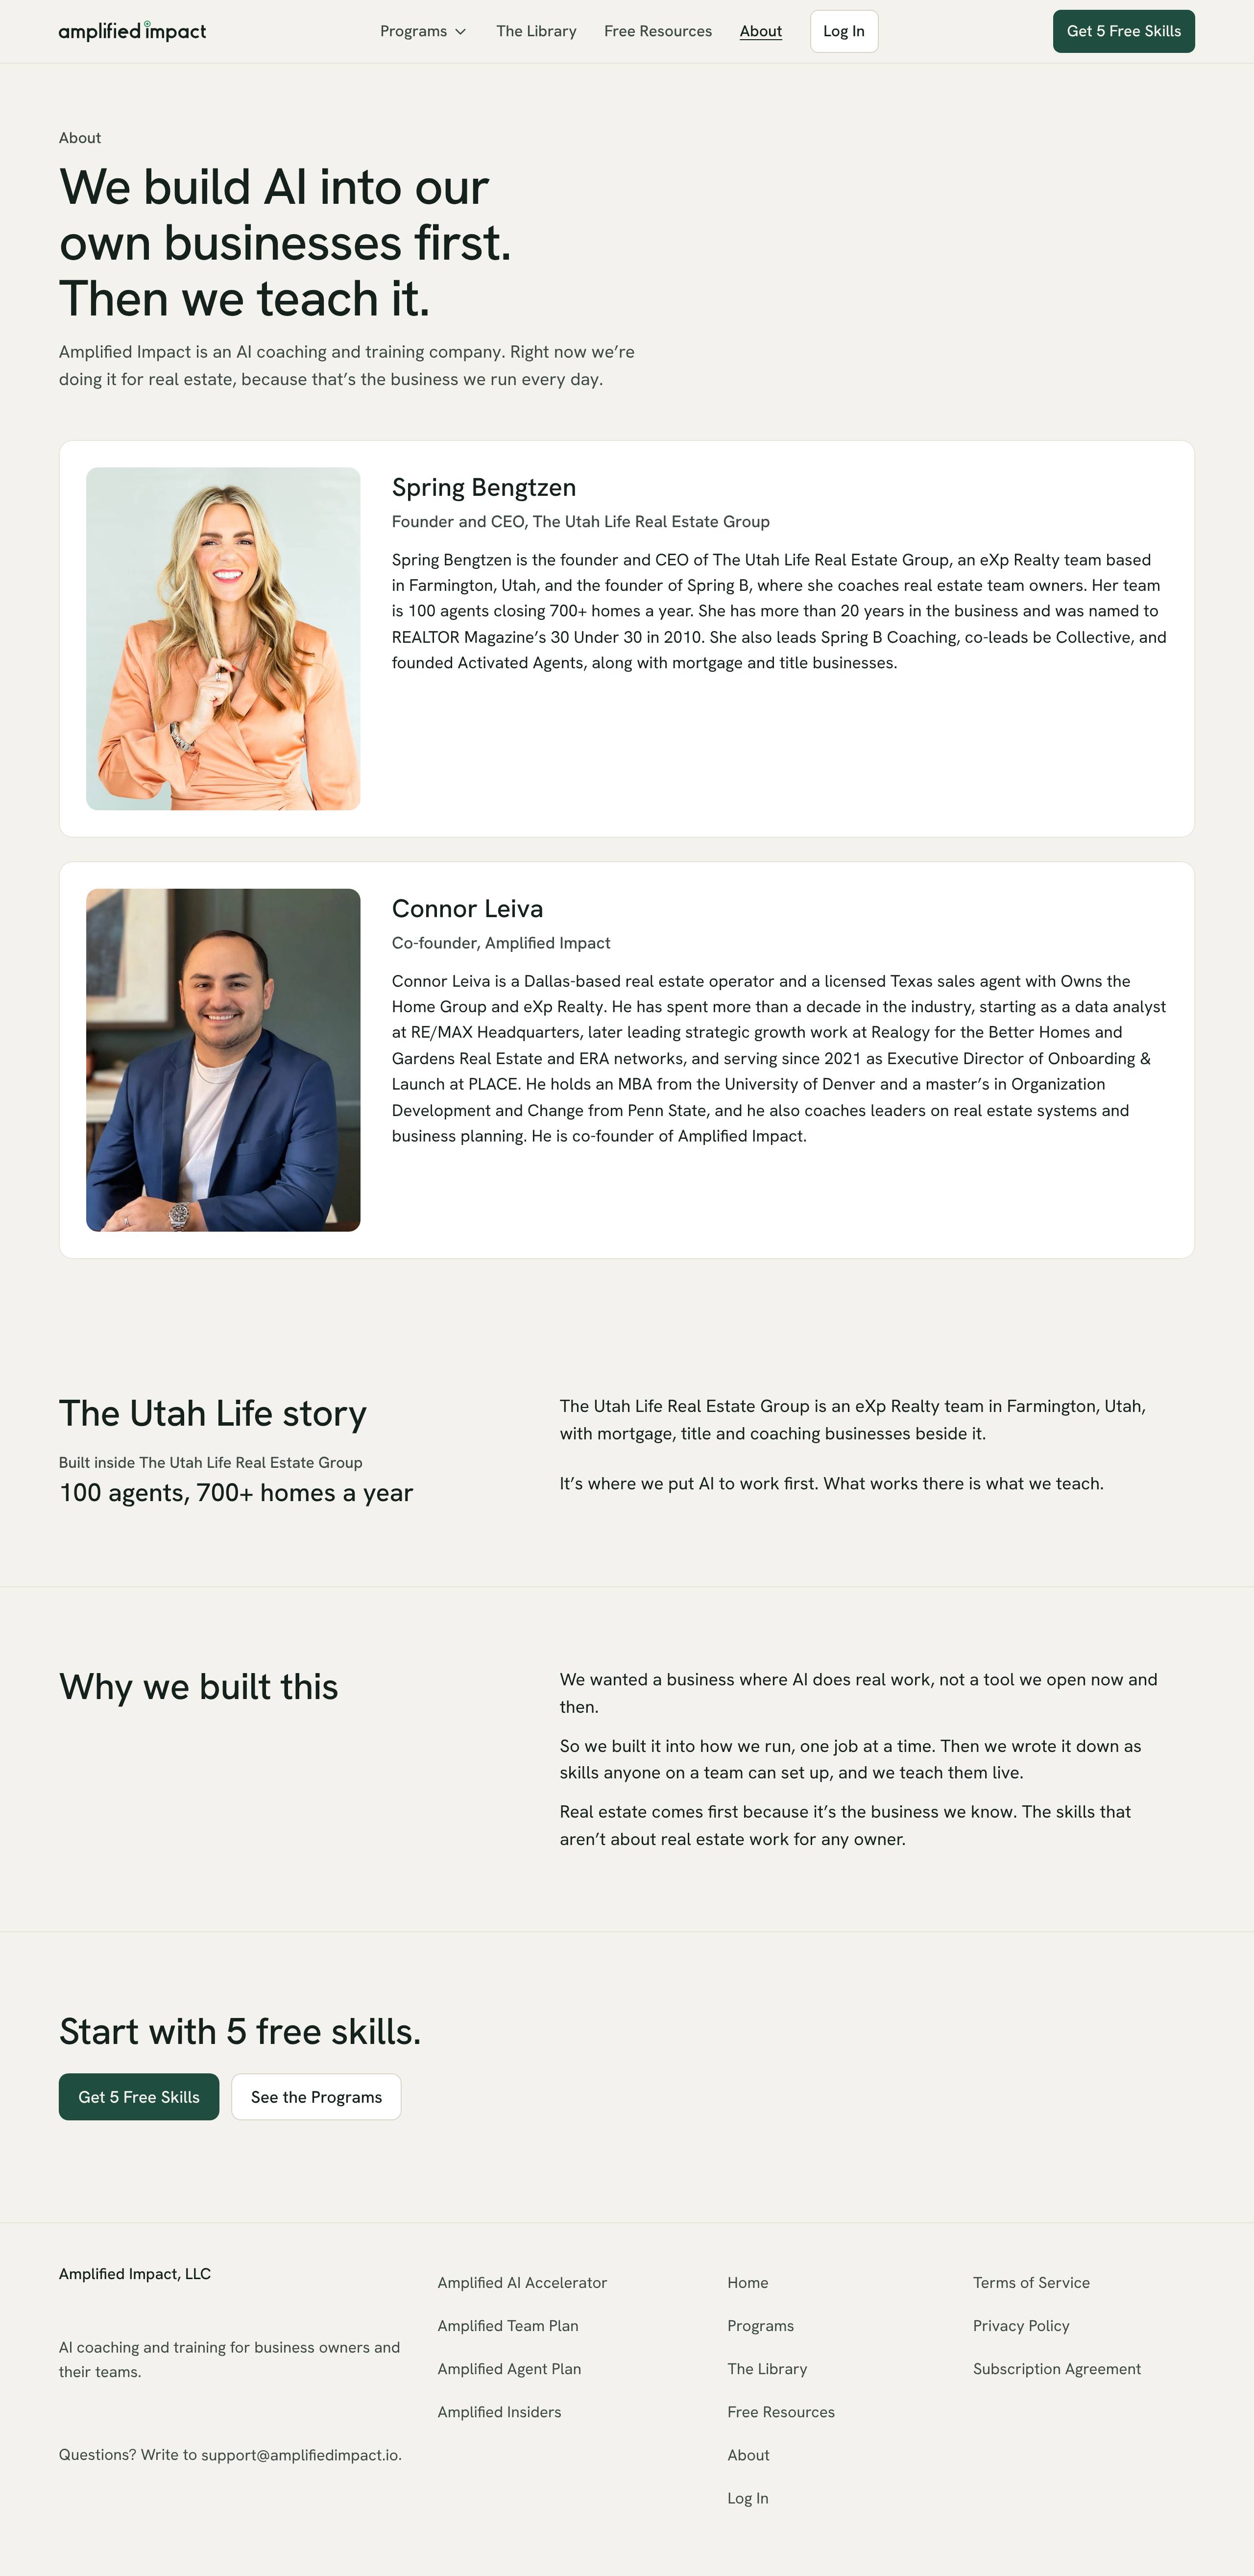 amplified impact
Programs
The Library
Free Resources
About
Log In
Get 5 Free Skills
About
We build AI into our
own businesses first.
Then we teach it.
Amplified Impact is an AI coaching and training company. Right now we’re
doing it for real estate, because that’s the business we run every day.
Spring Bengtzen
Founder and CEO, The Utah Life Real Estate Group
Spring Bengtzen is the founder and CEO of The Utah Life Real Estate Group, an eXp Realty team based
in Farmington, Utah, and the founder of Spring B, where she coaches real estate team owners. Her team
is 100 agents closing 700+ homes a year. She has more than 20 years in the business and was named to
REALTOR Magazine’s 30 Under 30 in 2010. She also leads Spring B Coaching, co-leads be Collective, and
founded Activated Agents, along with mortgage and title businesses.
Connor Leiva
Co-founder, Amplified Impact
Connor Leiva is a Dallas-based real estate operator and a licensed Texas sales agent with Owns the
Home Group and eXp Realty. He has spent more than a decade in the industry, starting as a data analyst
at RE/MAX Headquarters, later leading strategic growth work at Realogy for the Better Homes and
Gardens Real Estate and ERA networks, and serving since 2021 as Executive Director of Onboarding &
Launch at PLACE. He holds an MBA from the University of Denver and a master’s in Organization
Development and Change from Penn State, and he also coaches leaders on real estate systems and
business planning. He is co-founder of Amplified Impact.
The Utah Life story
Built inside The Utah Life Real Estate Group
100 agents, 700+ homes a year
The Utah Life Real Estate Group is an eXp Realty team in Farmington, Utah,
with mortgage, title and coaching businesses beside it.
It’s where we put AI to work first. What works there is what we teach.
Why we built this
We wanted a business where AI does real work, not a tool we open now and
then.
So we built it into how we run, one job at a time. Then we wrote it down as
skills anyone on a team can set up, and we teach them live.
Real estate comes first because it’s the business we know. The skills that
aren’t about real estate work for any owner.
Start with 5 free skills.
Get 5 Free Skills
See the Programs
Amplified Impact, LLC
AI coaching and training for business owners and
their teams.
Questions? Write to support@amplifiedimpact.io.
Amplified AI Accelerator
Amplified Team Plan
Amplified Agent Plan
Amplified Insiders
Home
Programs
The Library
Free Resources
About
Log In
Terms of Service
Privacy Policy
Subscription Agreement